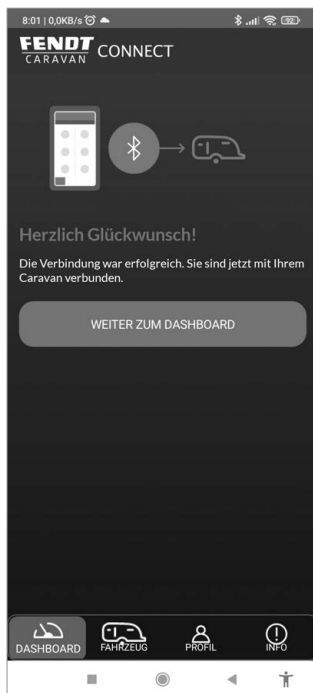 8:01 | 0,0KB/s
92
FENDT
CARAVAN CONNECT
Herzlich Glückwunsch!
Die Verbindung war erfolgreich. Sie sind jetzt mit Ihrem
Caravan verbunden.
WEITER ZUM DASHBOARD
DASHBOARD FAHRZEUG PROFIL INFO